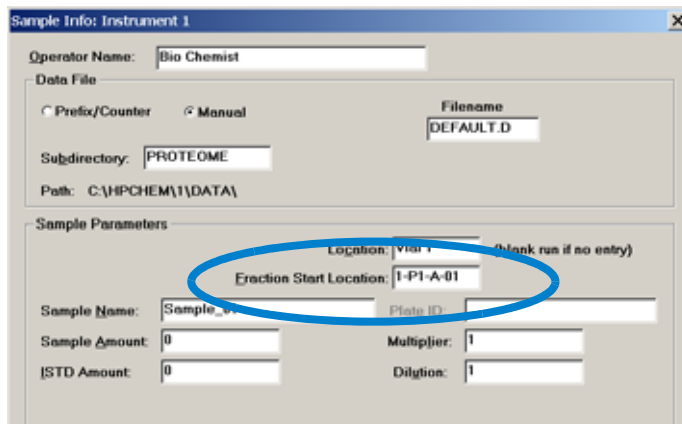 Sample Info: Instrument 1
Operator Name: Bio Chemist
Data File
Prefix/Counter Manual Filename
DEFAULT.D
Subdirectory: PROTEOME
Path: C:\HPCHEM\1\DATA\
Sample Parameters
Location: Vial 1 (blank run if no entry)
Fraction Start Location: 1-P1-A-01
Sample Name: Plate ID:
Sample Amount: 0 Multiplier: 1
ISTD Amount: 0 Dilution: 1